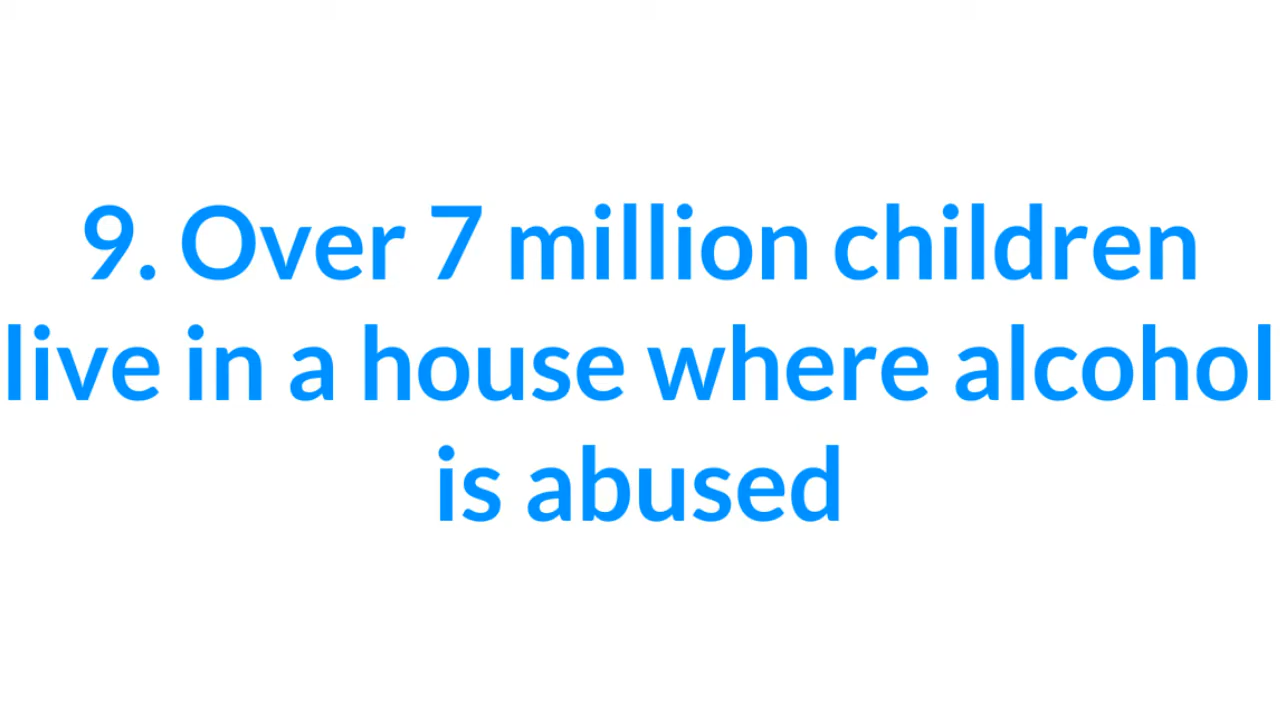 9. Over 7 million children
live in a house where alcohol
is abused